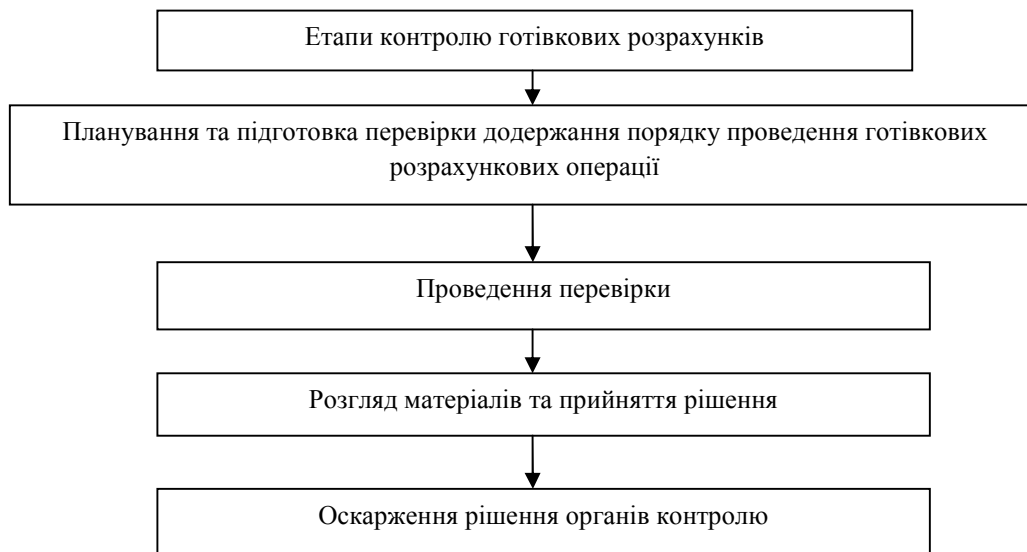 Етапи контролю готівкових розрахунків
Планування та підготовка перевірки додержання порядку проведення готівкових
розрахункових операції
Проведення перевірки
Розгляд матеріалів та прийняття рішення
Оскарження рішення органів контролю